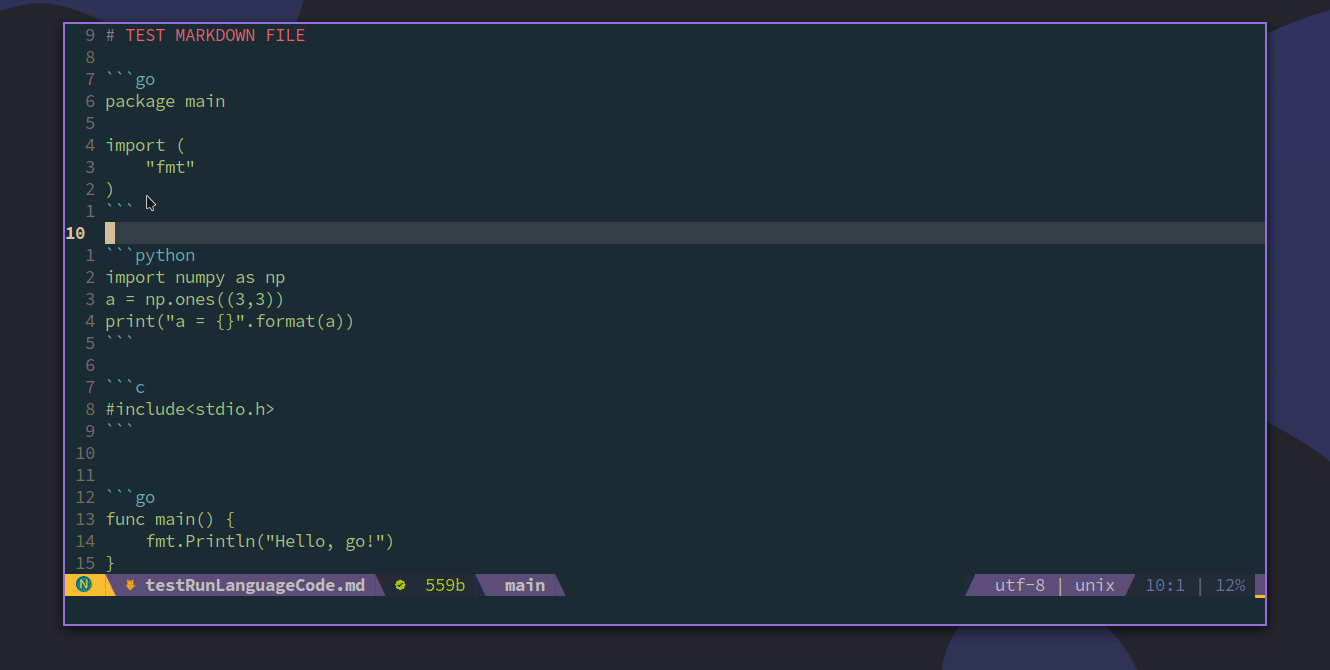 9 # TEST MARKDOWN FILE
8
7 ```go
6 package main
5
4 import (
3     "fmt"
2 )
1 ```
10
1 ```python
2 import numpy as np
3 a = np.ones((3,3))
4 print("a = {}".format(a))
5 ```
6
7 ```c
8 #include<stdio.h>
9 ```
10
11
12 ```go
13 func main() {
14     fmt.Println("Hello, go!")
15 }
N testRunLanguageCode.md 559b main utf-8 | unix 10:1 | 12%